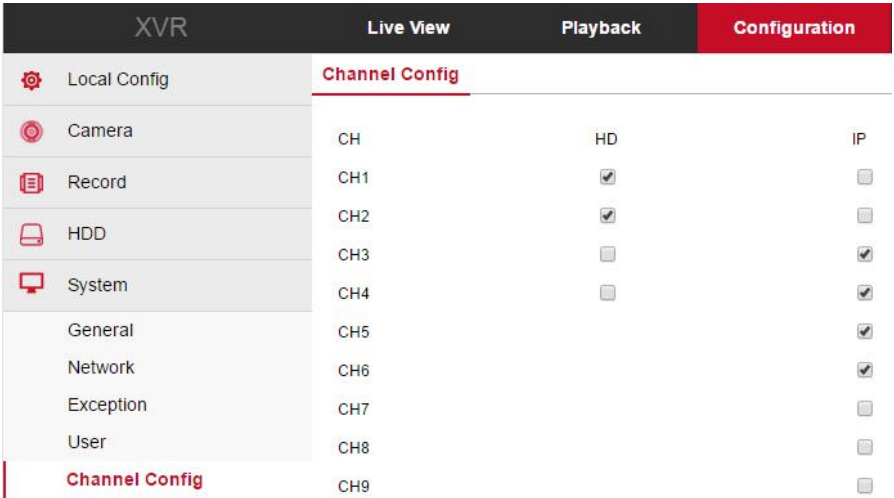 XVR Live View Playback Configuration
Local Config
Camera
Record
HDD
System
General
Network
Exception
User
Channel Config
Channel Config
CH HD IP
CH1
CH2
CH3
CH4
CH5
CH6
CH7
CH8
CH9